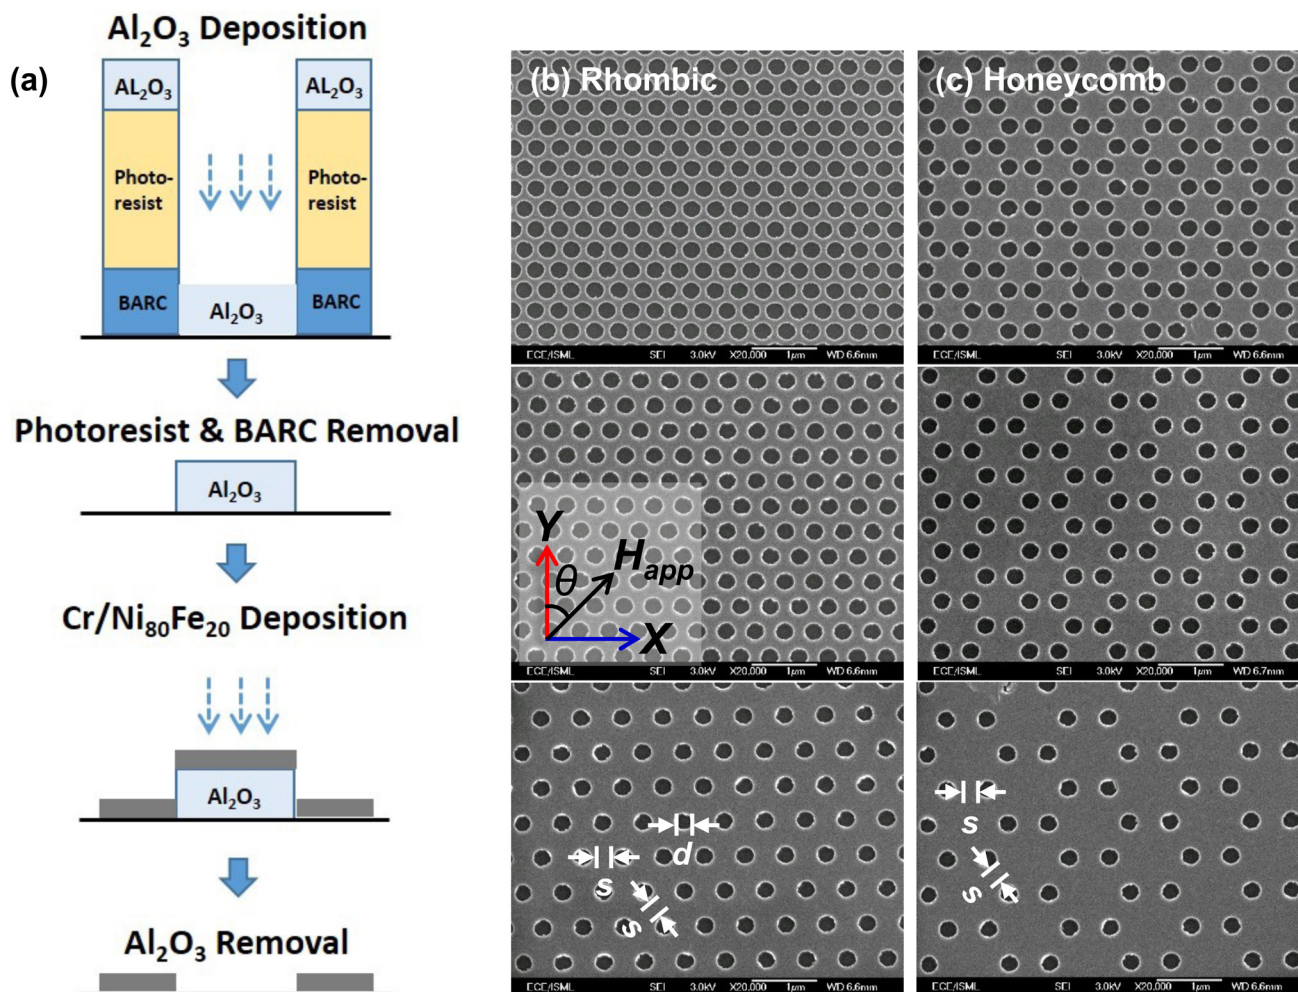 (a)
Al₂O₃ Deposition
AL₂O₃
AL₂O₃
Photo-
resist
Photo-
resist
BARC
Al₂O₃
BARC
Photoresist & BARC Removal
Al₂O₃
Cr/Ni₈₀Fe₂₀ Deposition
Al₂O₃
Al₂O₃ Removal
(b) Rhombic
ECE/ISML SEI 3.0kV X20,000 1μm WD 6.6mm
Y
θ
H app
X
ECE/ISML SEI 3.0kV X20,000 1μm WD 6.6mm
d
s
s
ECE/ISML SEI 3.0kV X20,000 1μm WD 6.6mm
(c) Honeycomb
ECE/ISML SEI 3.0kV X20,000 1μm WD 6.6mm
ECE/ISML SEI 3.0kV X20,000 1μm WD 6.7mm
s
s
ECE/ISML SEI 3.0kV X20,000 1μm WD 6.6mm